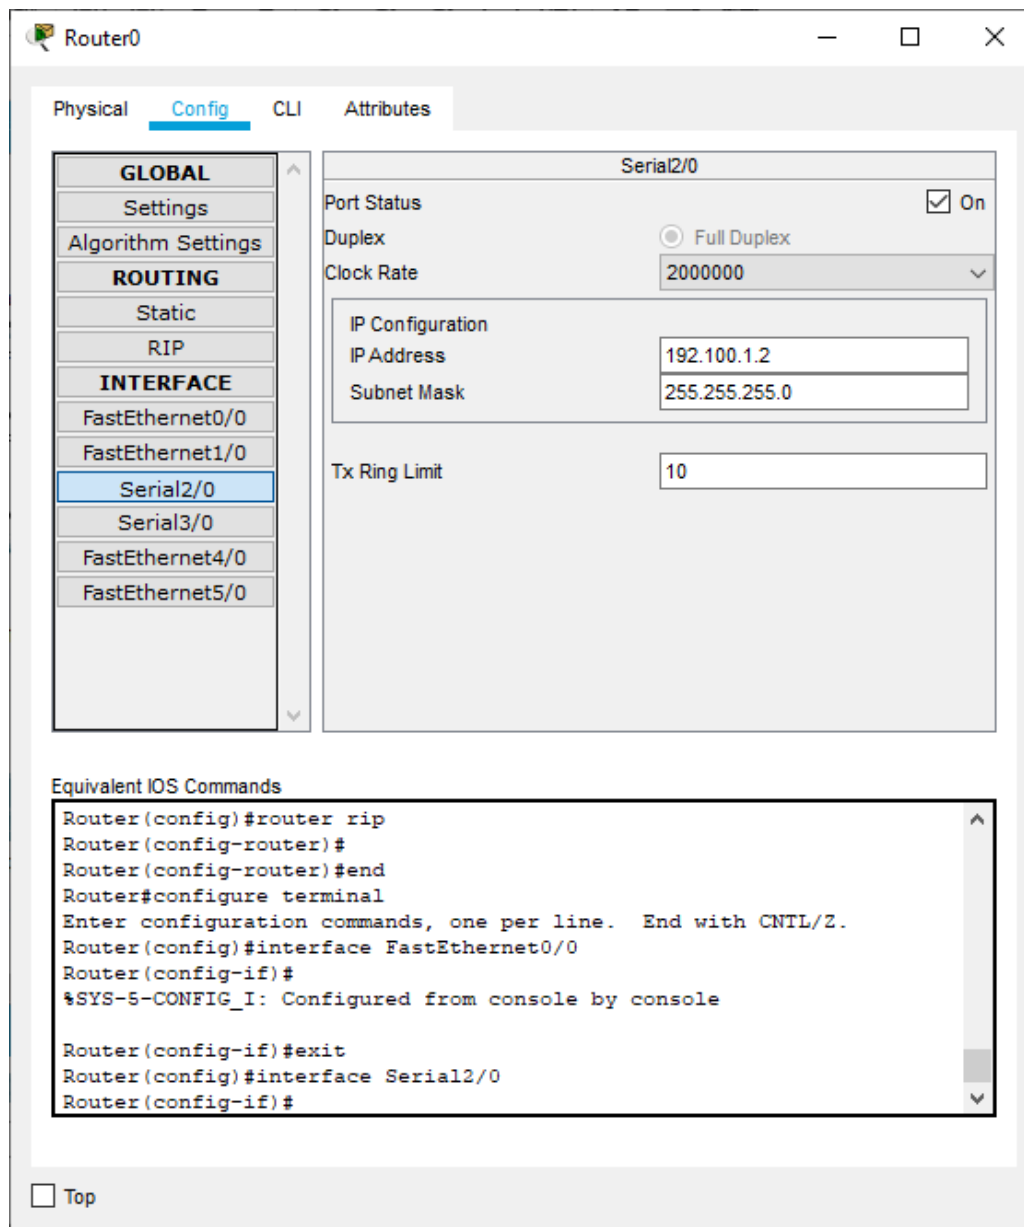 Router0
Physical Config CLI Attributes
GLOBAL
Settings
Algorithm Settings
ROUTING
Static
RIP
INTERFACE
FastEthernet0/0
FastEthernet1/0
Serial2/0
Serial3/0
FastEthernet4/0
FastEthernet5/0
Serial2/0
Port Status On
Duplex Full Duplex
Clock Rate 2000000
IP Configuration
IP Address 192.100.1.2
Subnet Mask 255.255.255.0
Tx Ring Limit 10
Equivalent IOS Commands
Router(config)#router rip
Router(config-router)#
Router(config-router)#end
Router#configure terminal
Enter configuration commands, one per line.  End with CNTL/Z.
Router(config)#interface FastEthernet0/0
Router(config-if)#
%SYS-5-CONFIG_I: Configured from console by console
Router(config-if)#exit
Router(config)#interface Serial2/0
Router(config-if)#
Top